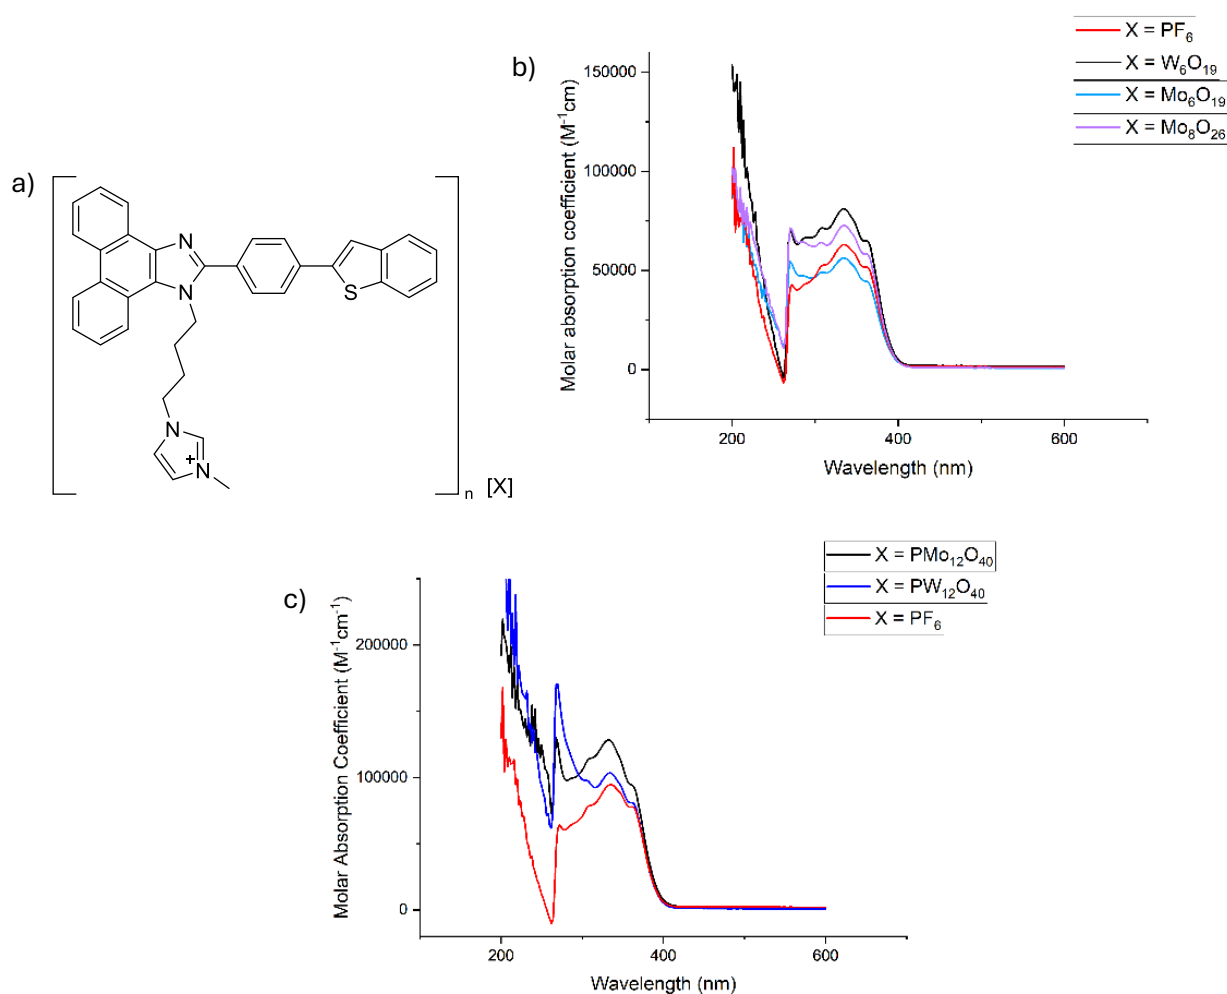 a)
N
N
S
N
+
N
n [X]
b)
X = PF6
X = W6O19
X = Mo6O19
X = Mo8O26
Molar absorption coefficient (M-1cm)
150000
100000
50000
0
200
400
600
Wavelength (nm)
c)
X = PMo12O40
X = PW12O40
X = PF6
Molar Absorption Coefficient (M-1cm-1)
200000
100000
0
200
400
600
Wavelength (nm)